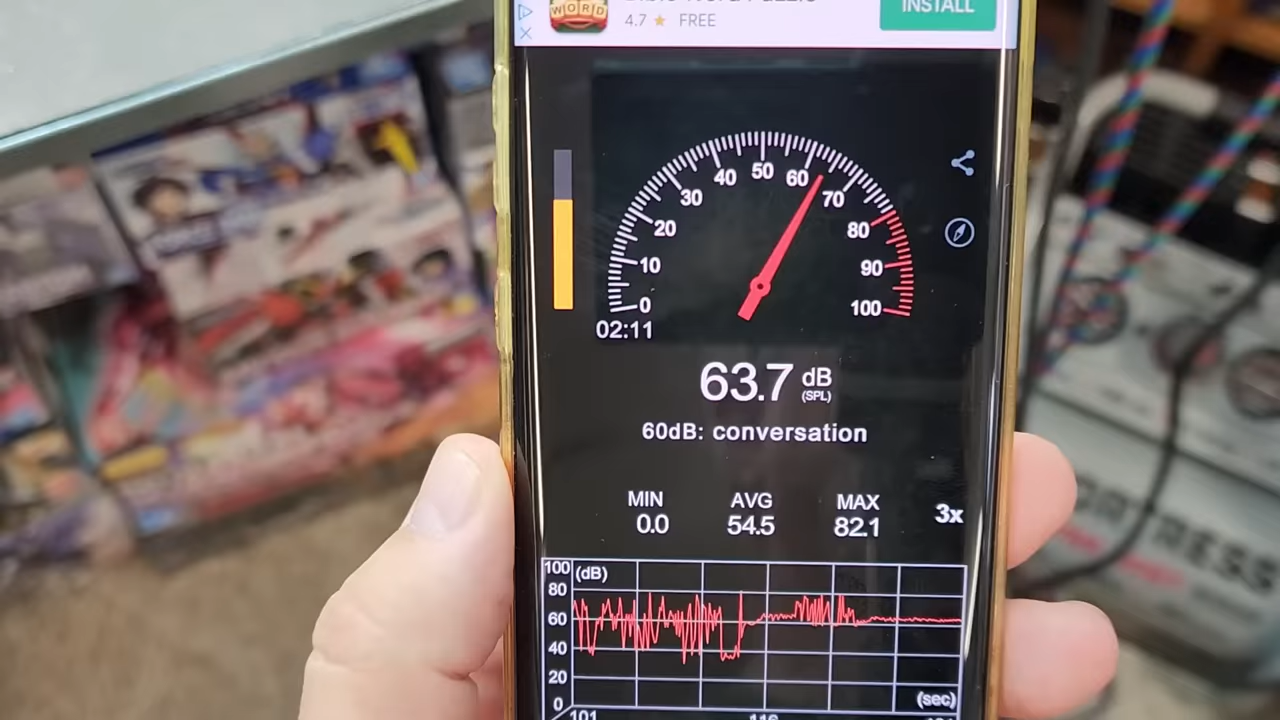 WORD
4.7 ★ FREE
INSTALL
0 10 20 30 40 50 60 70 80 90 100
02:11
63.7 dB
(SPL)
60dB: conversation
MIN AVG MAX
0.0 54.5 82.1
3x
100 (dB)
80
60
40
20
0
(sec)
101 116